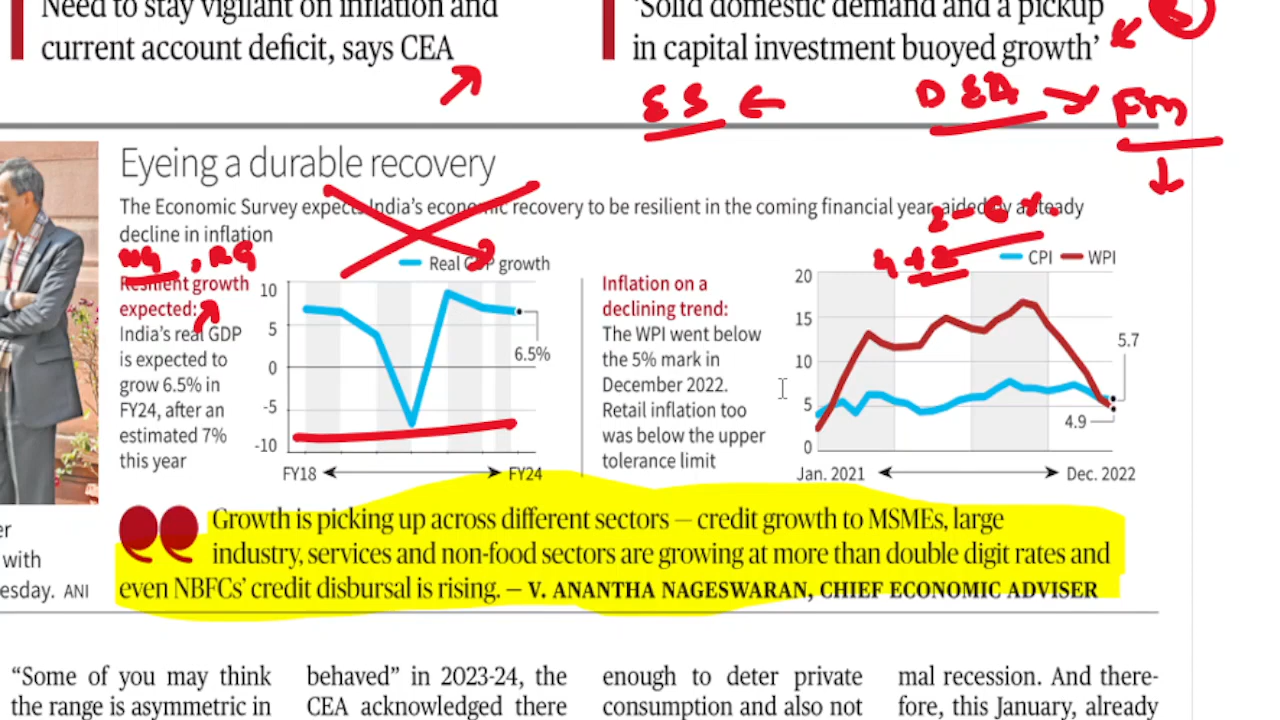 Need to stay vigilant on inflation and
current account deficit, says CEA
‘Solid domestic demand and a pickup
in capital investment buoyed growth’
ES
DEA
Fm
Eyeing a durable recovery
The Economic Survey expects India’s economic recovery to be resilient in the coming financial year, aided by a steady
decline in inflation
2-6%.
4+2
NG, RG
Resilient growth
expected:
India’s real GDP
is expected to
grow 6.5% in
FY24, after an
estimated 7%
this year
Real GDP growth
10
5
0
-5
-10
6.5%
FY18
FY24
Inflation on a
declining trend:
The WPI went below
the 5% mark in
December 2022.
Retail inflation too
was below the upper
tolerance limit
CPI
WPI
20
15
10
5
0
5.7
4.9
Jan. 2021
Dec. 2022
Growth is picking up across different sectors — credit growth to MSMEs, large
industry, services and non-food sectors are growing at more than double digit rates and
even NBFCs’ credit disbursal is rising. — V. ANANTHA NAGESWARAN, CHIEF ECONOMIC ADVISER
er
with
esday. ANI
“Some of you may think
the range is asymmetric in
behaved” in 2023-24, the
CEA acknowledged there
enough to deter private
consumption and also not
mal recession. And there-
fore, this January, already